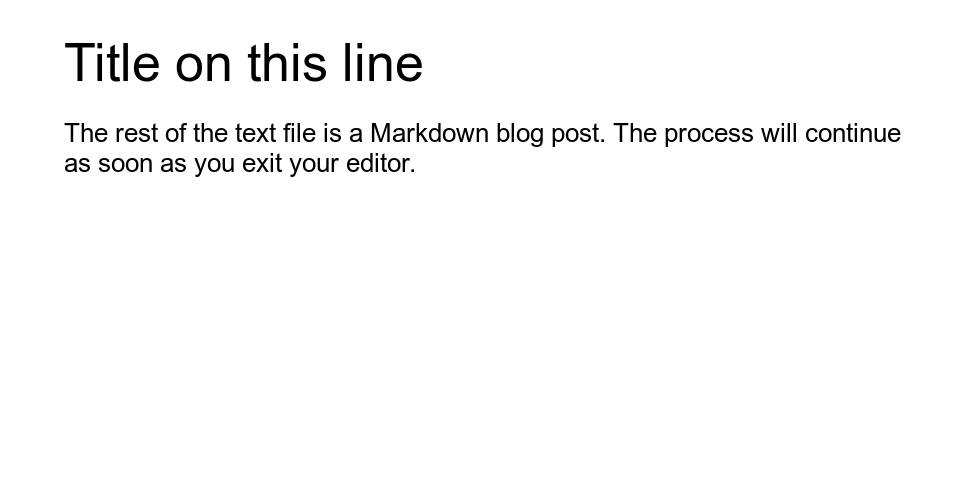 Title on this line
The rest of the text file is a Markdown blog post. The process will continue
as soon as you exit your editor.